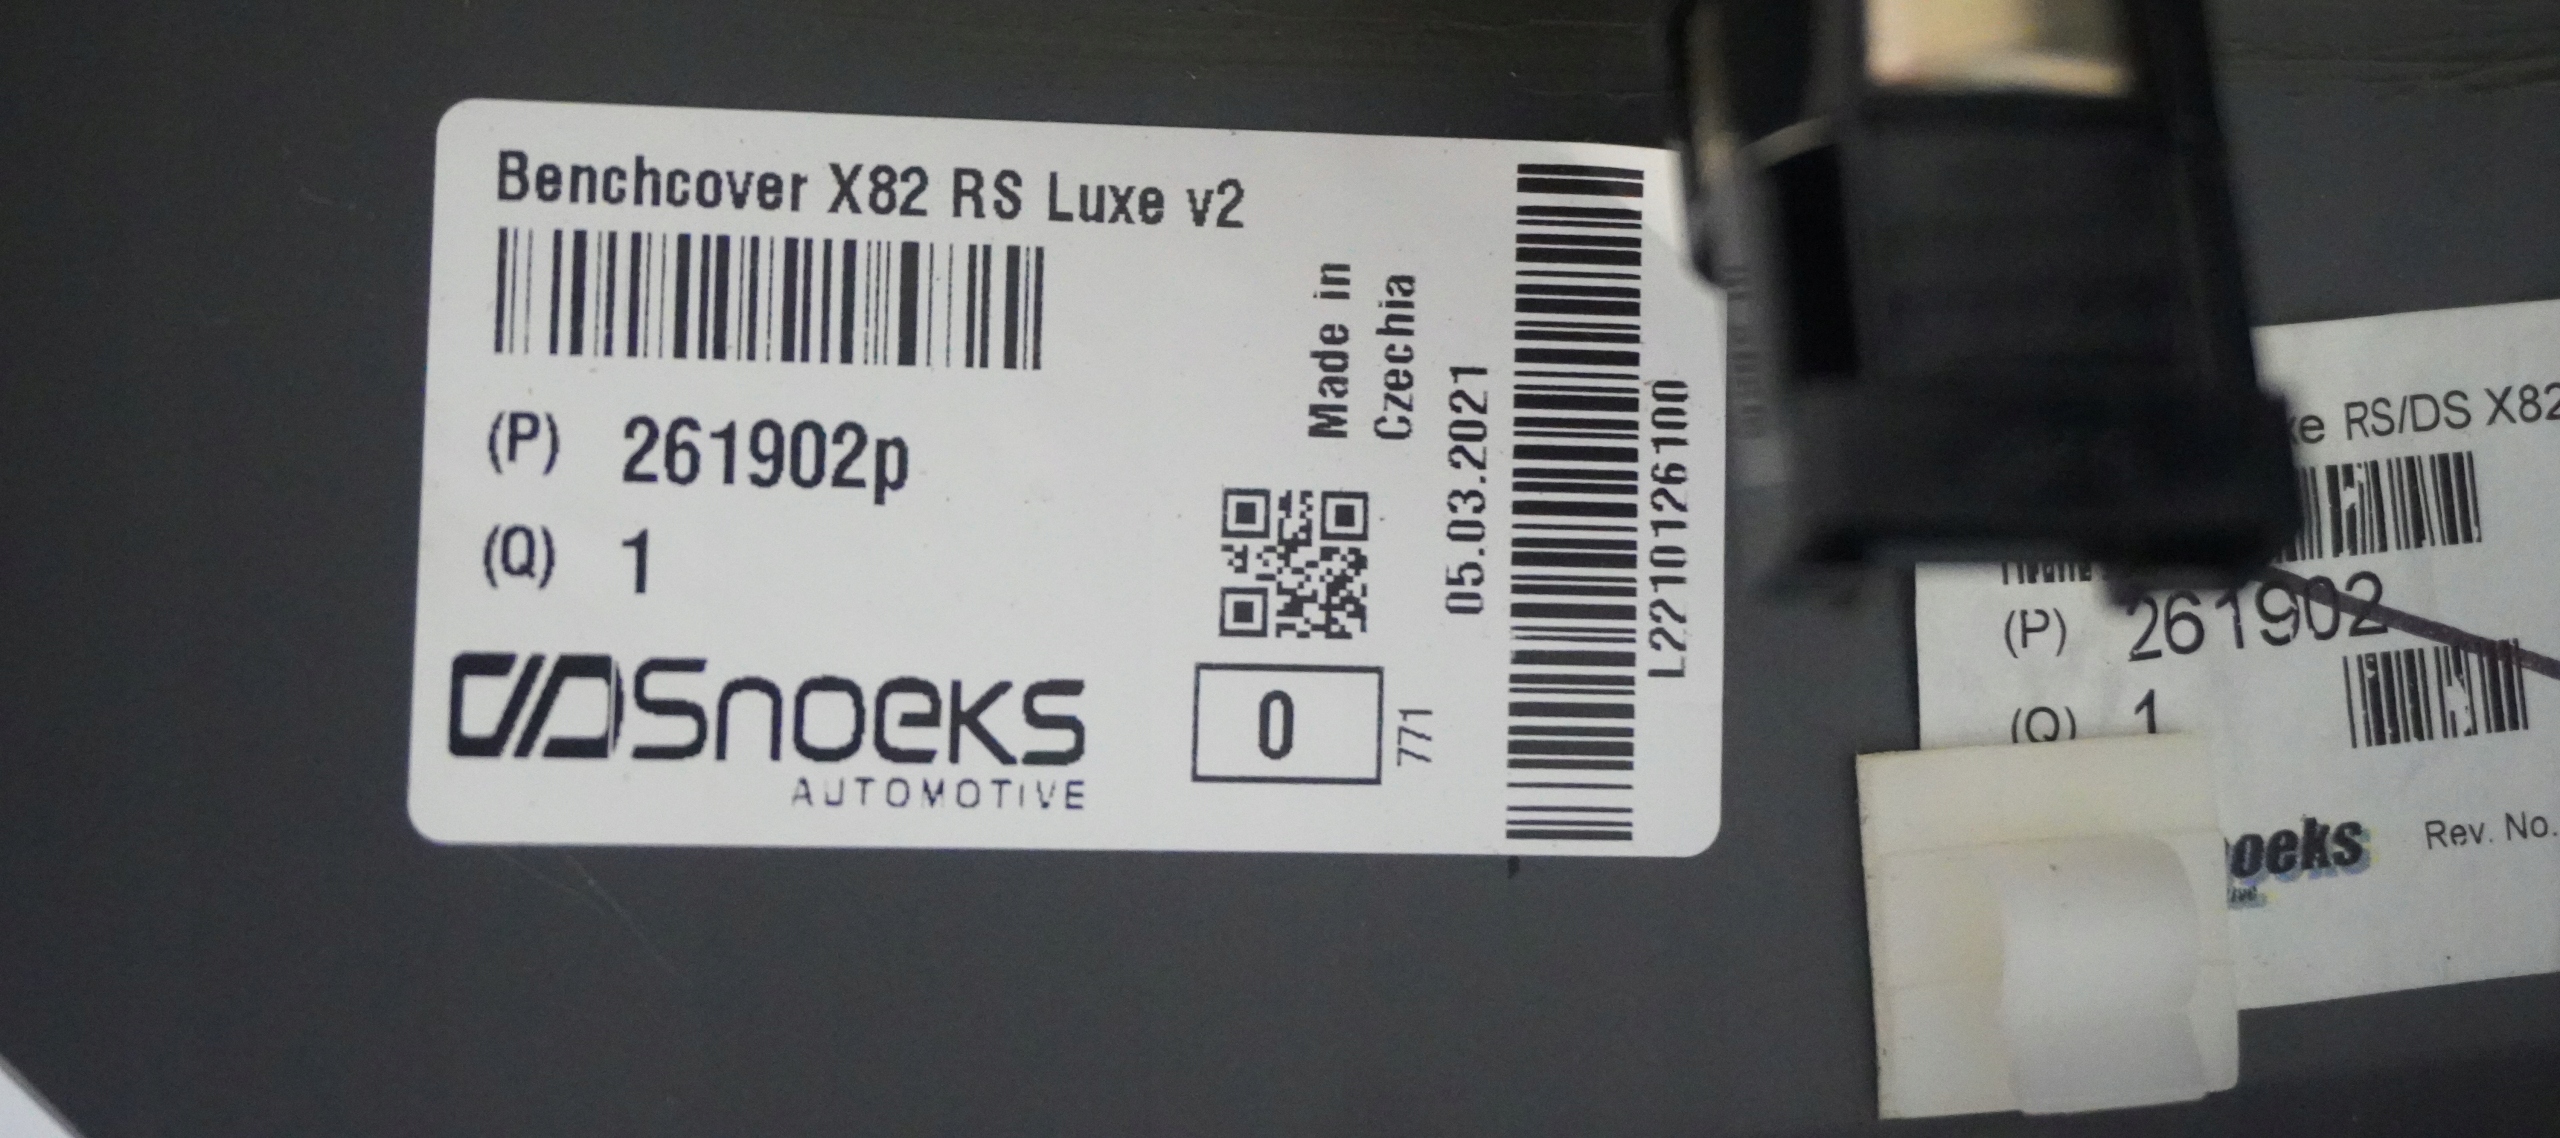 Benchcover X82 RS Luxe v2
(P) 261902p
(Q) 1
Snoeks
AUTOMOTIVE
Made in
Czechia
05.03.2021
0
771
L2210126100
RS/DS X82
(P) 261902
(Q) 1
Rev. No.